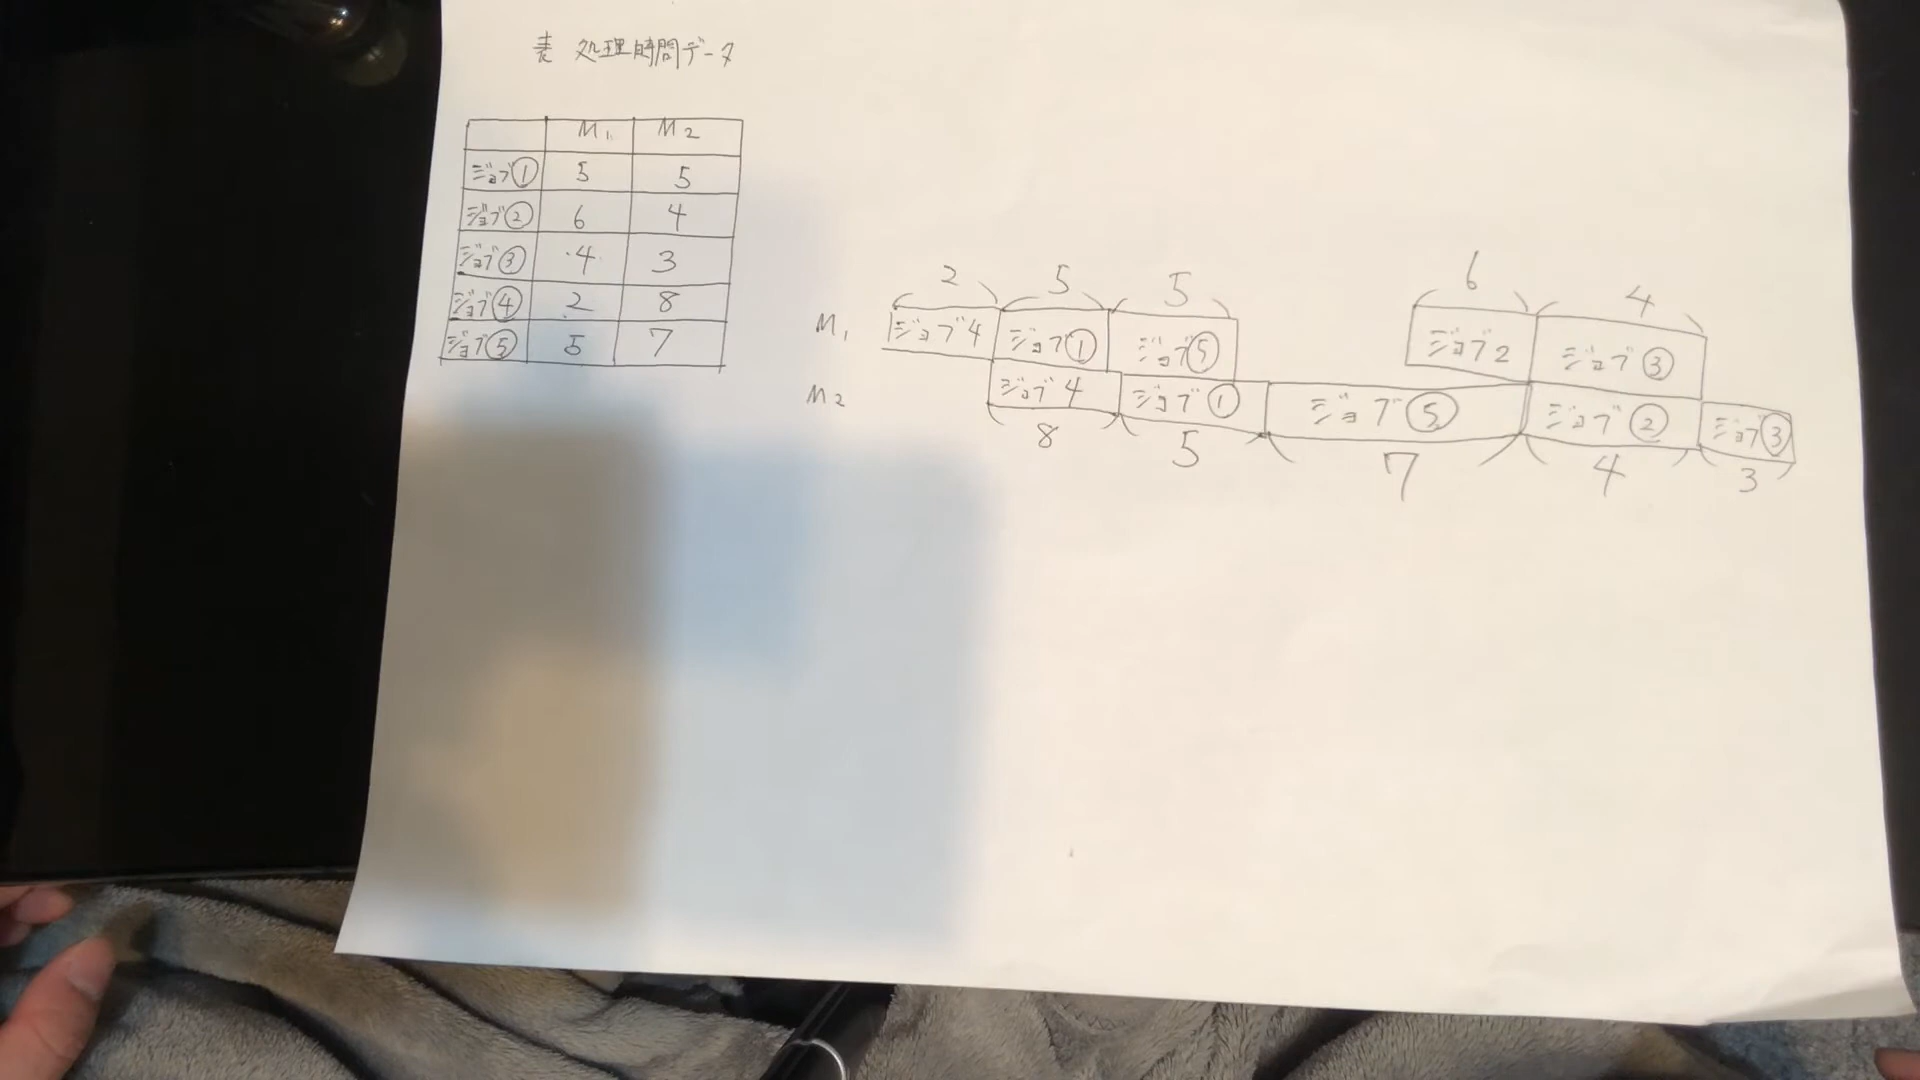 表 処理時間データ
M1 M2
ジョブ① 5 5
ジョブ② 6 4
ジョブ③ 4 3
ジョブ④ 2 8
ジョブ⑤ 5 7
2 5 5 6 4
M1 ジョブ4 ジョブ① ジョブ⑤ ジョブ2 ジョブ③
M2 ジョブ4 ジョブ① ジョブ⑤ ジョブ② ジョブ③
8 5 7 4 3